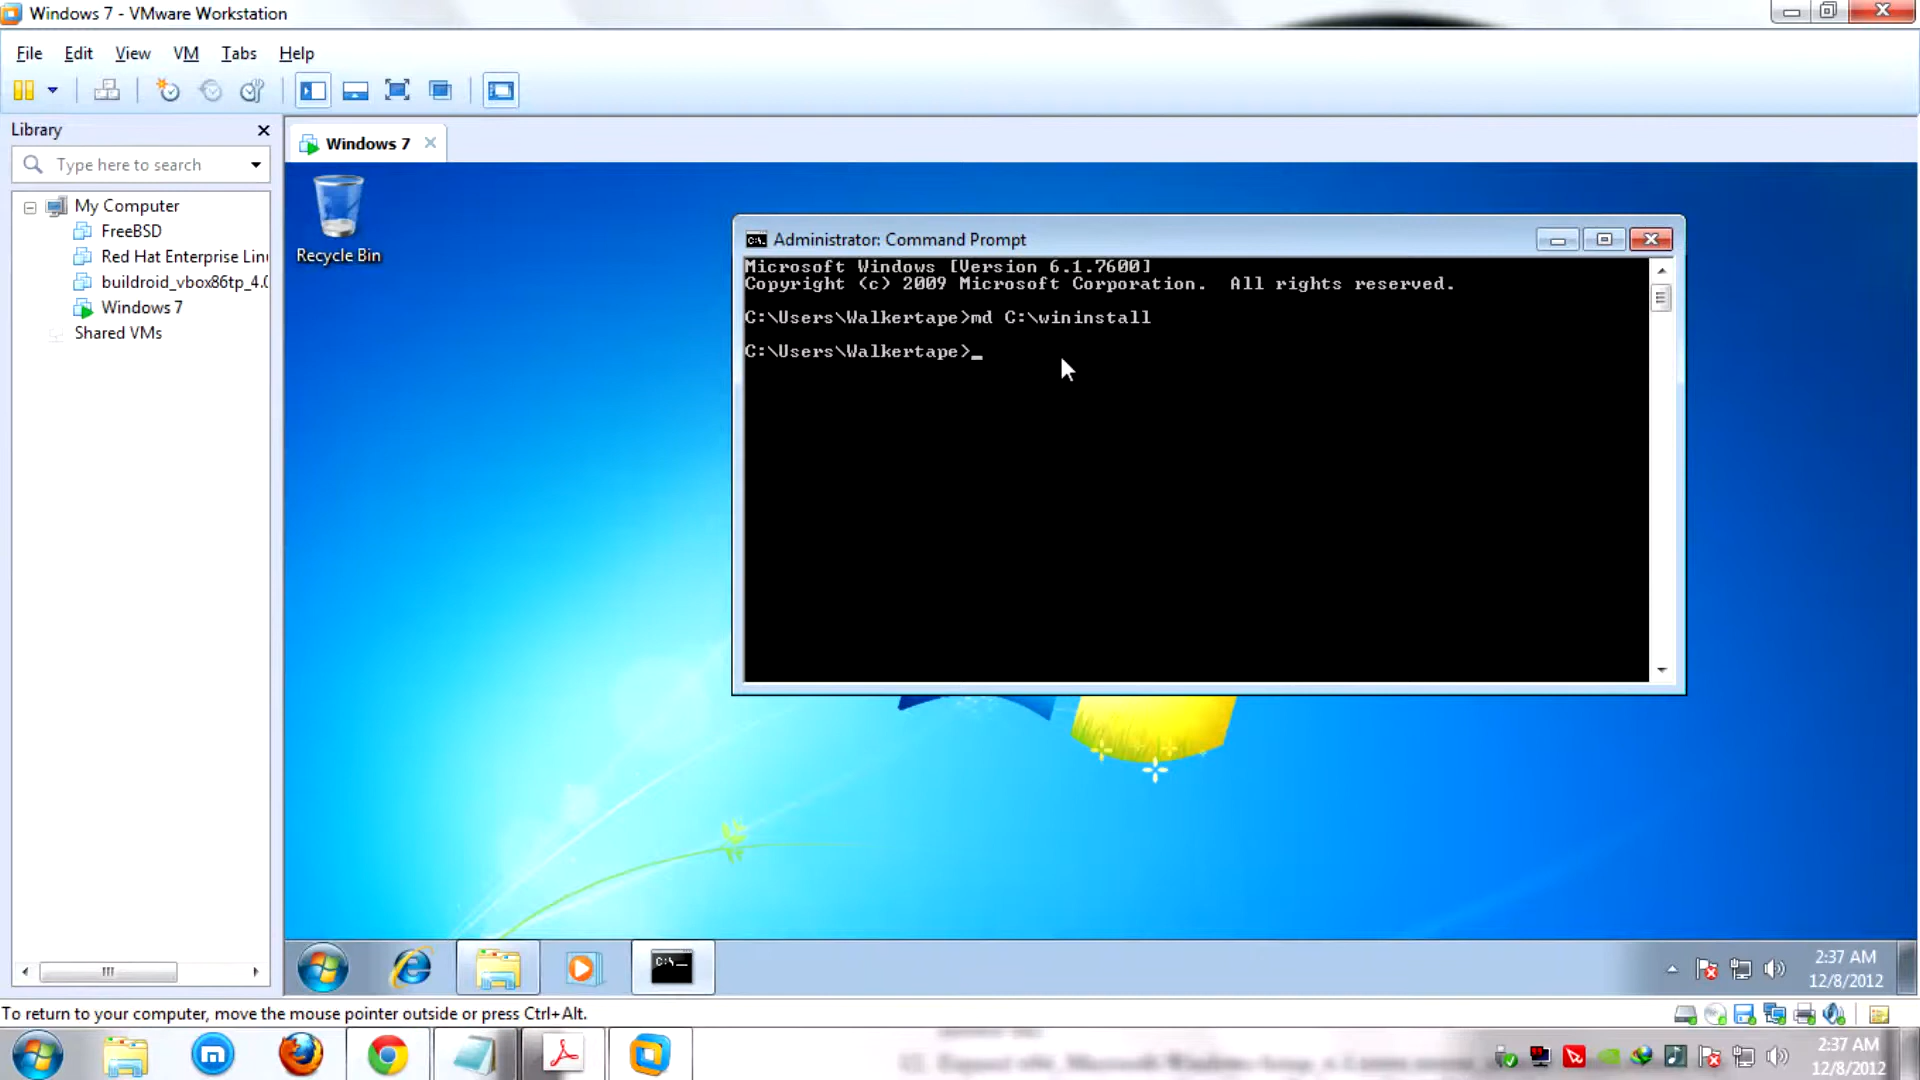 Windows 7 - VMware Workstation
File Edit View VM Tabs Help
Library
Type here to search
My Computer
FreeBSD
Red Hat Enterprise Lin
buildroid_vbox86tp_4.0
Windows 7
Shared VMs
Windows 7
Recycle Bin
Administrator: Command Prompt
Microsoft Windows [Version 6.1.7600]
Copyright (c) 2009 Microsoft Corporation. All rights reserved.
C:\Users\Walkertape>md C:\wininstall
C:\Users\Walkertape>_
2:37 AM
12/8/2012
To return to your computer, move the mouse pointer outside or press Ctrl+Alt.
2:37 AM
12/8/2012